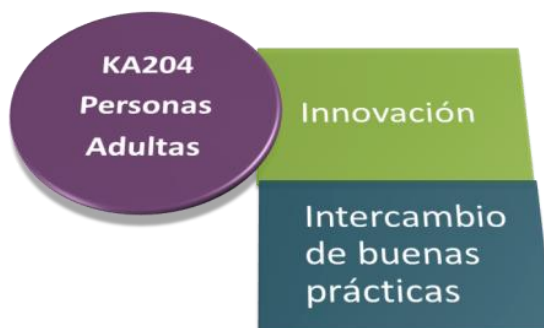 KA204
Personas
Adultas
Innovación
Intercambio
de buenas
prácticas